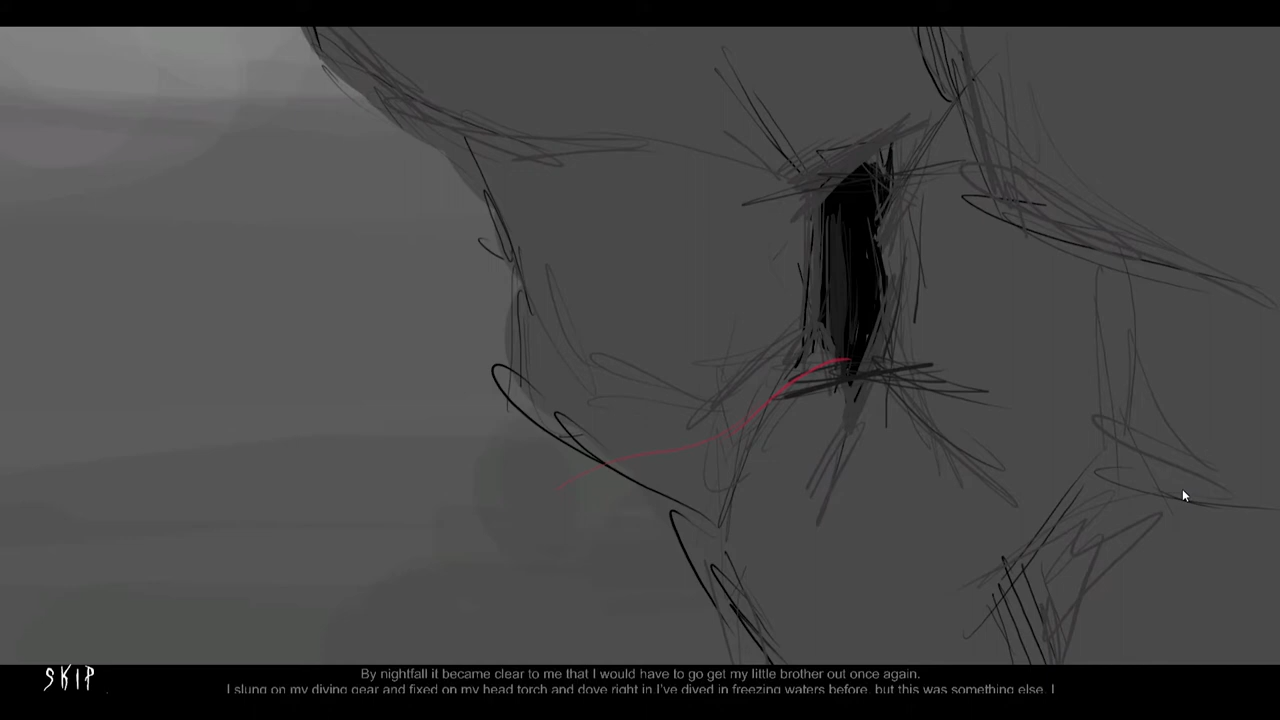 By nightfall it became clear to me that I would have to go get my little brother out once again.
I slung on my diving gear and fixed on my head torch and dove right in I've dived in freezing waters before, but this was something else. I
SKIP